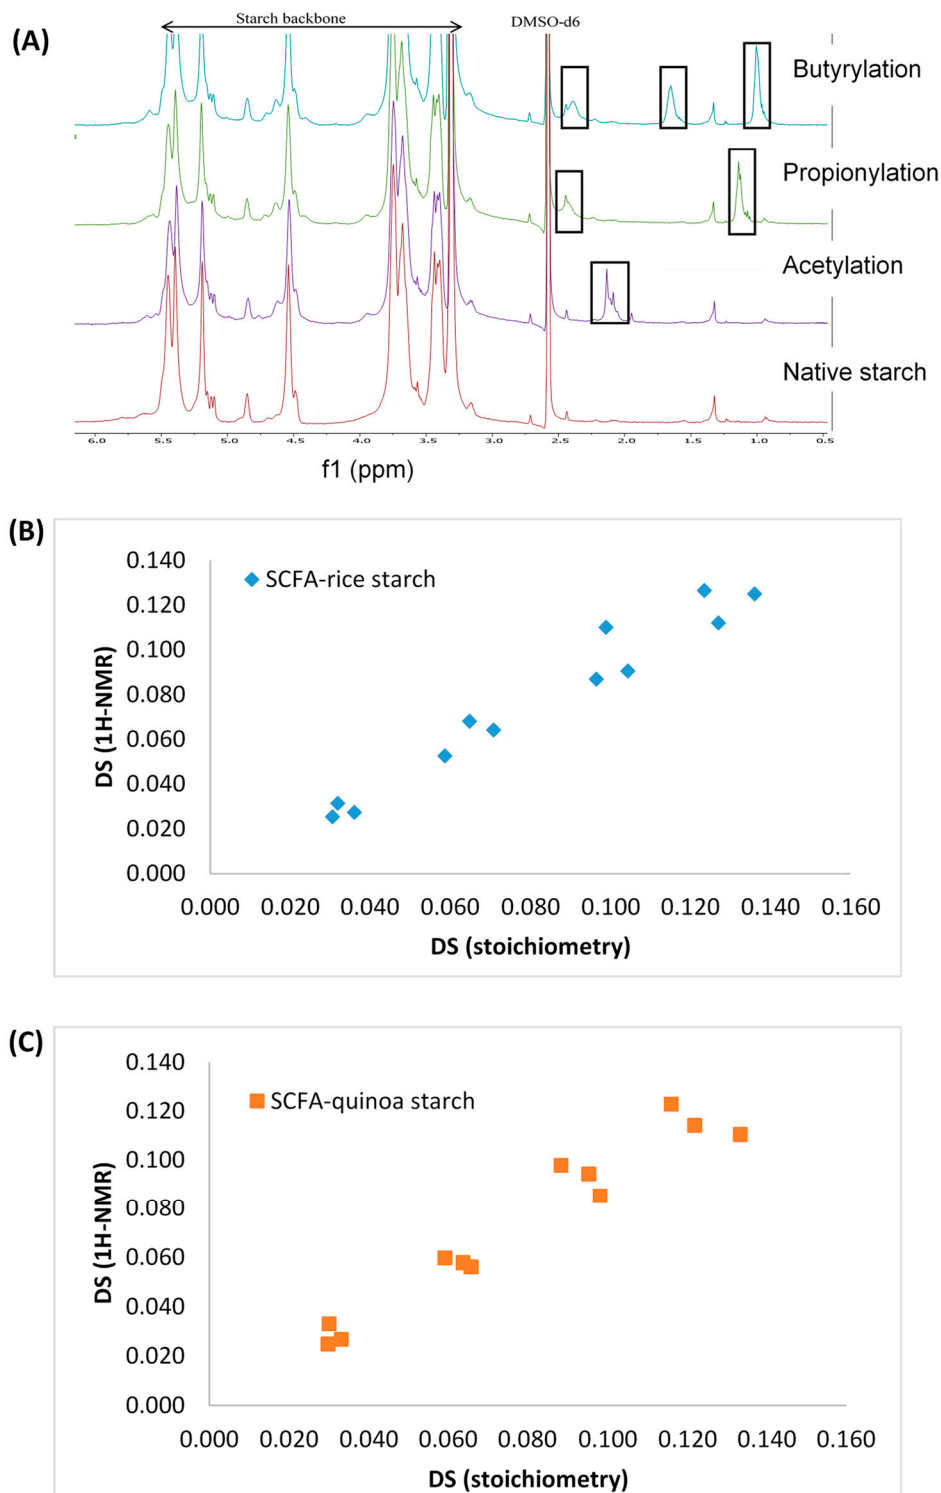 (A)
Starch backbone
DMSO-d6
Butyrylation
Propionylation
Acetylation
Native starch
6.0 5.5 5.0 4.5 4.0 3.5 3.0 2.5 2.0 1.5 1.0 0.5
f1 (ppm)
(B)
0.140
0.120
0.100
0.080
0.060
0.040
0.020
0.000
DS (1H-NMR)
SCFA-rice starch
0.000 0.020 0.040 0.060 0.080 0.100 0.120 0.140 0.160
DS (stoichiometry)
(C)
0.140
0.120
0.100
0.080
0.060
0.040
0.020
0.000
DS (1H-NMR)
SCFA-quinoa starch
0.000 0.020 0.040 0.060 0.080 0.100 0.120 0.140 0.160
DS (stoichiometry)